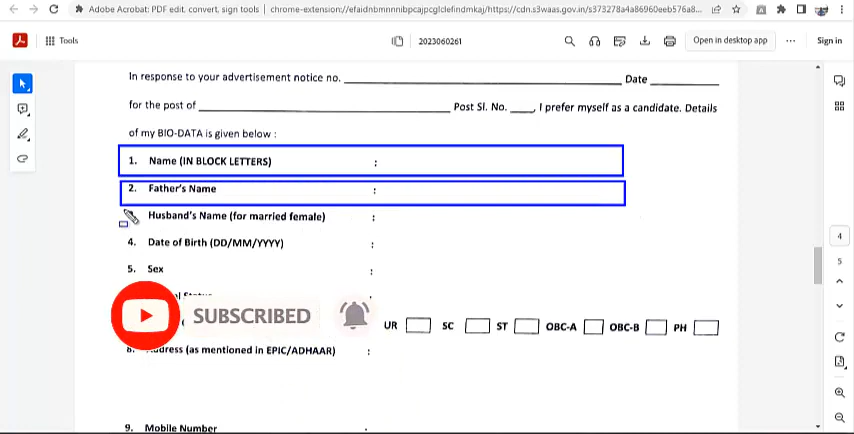 Adobe Acrobat: PDF edit, convert, sign tools | chrome-extension://efaidnbmnnnibpcajpcglclefindmkaj/https://cdn.s3waas.gov.in/s373278a4a86960eeb576a8...
Tools 2023060261 Open in desktop app ... Sign in
In response to your advertisement notice no. Date
for the post of Post Sl. No. , I prefer myself as a candidate. Details
of my BIO-DATA is given below :
1. Name (IN BLOCK LETTERS) :
2. Father's Name :
Husband's Name (for married female) :
4. Date of Birth (DD/MM/YYYY) :
4
5. Sex :
5
SUBSCRIBED
UR SC ST OBC-A OBC-B PH
8. Address (as mentioned in EPIC/ADHAAR) :
9. Mobile Number .